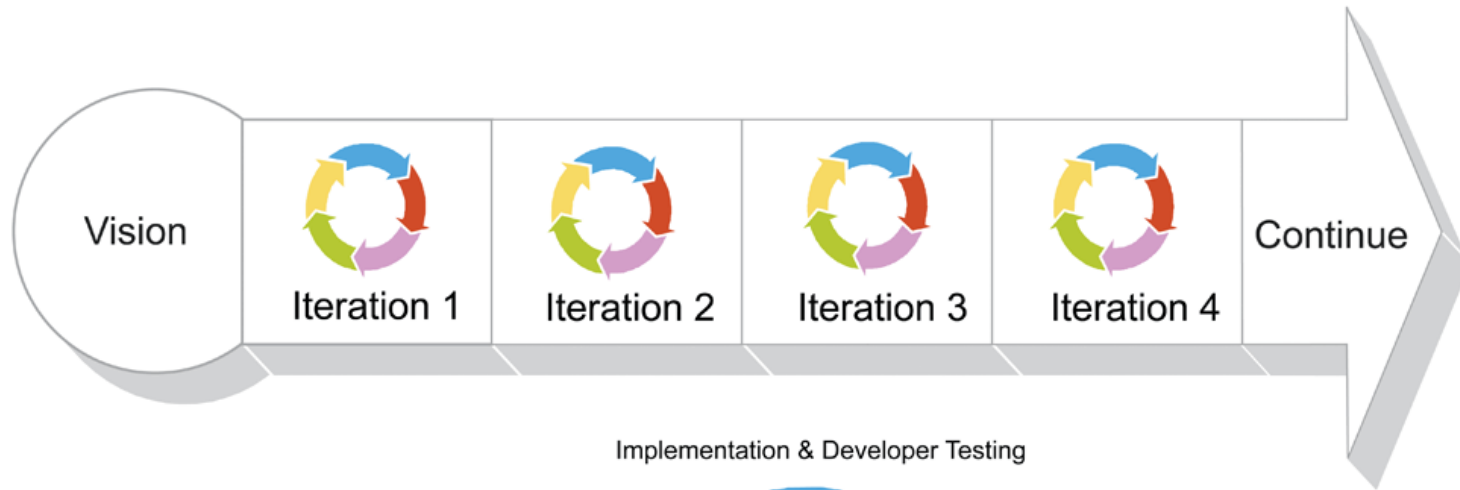 Vision
Iteration 1
Iteration 2
Iteration 3
Iteration 4
Continue
Implementation & Developer Testing